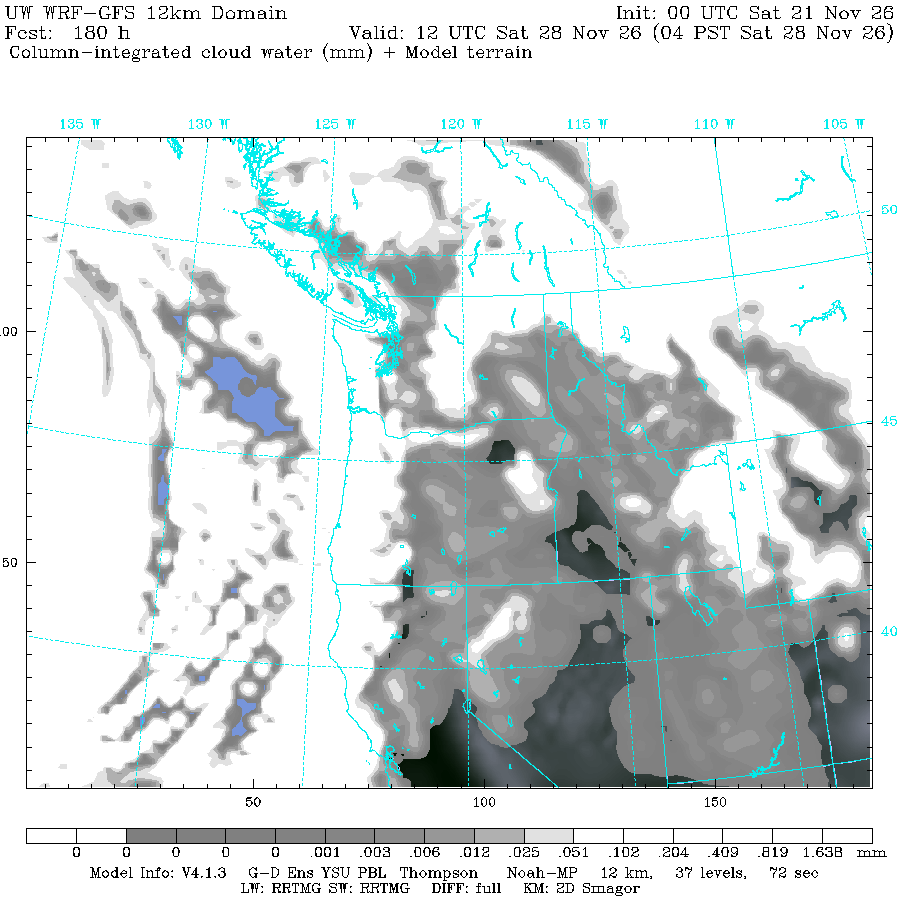 UW WRF-GFS 12km Domain Init: 00 UTC Sat 21 Nov 26
Fcst: 180 h Valid: 12 UTC Sat 28 Nov 26 (04 PST Sat 28 Nov 26)
Column-integrated cloud water (mm) + Model terrain
135 W 130 W 125 W 120 W 115 W 110 W 105 W
50
00
45
50
40
50 100 150
0 0 0 0 .001 .003 .006 .012 .025 .051 .102 .204 .409 .819 1.638 mm
Model Info: V4.1.3 G-D Ens YSU PBL Thompson Noah-MP 12 km, 37 levels, 72 sec
LW: RRTMG SW: RRTMG DIFF: full KM: 2D Smagor